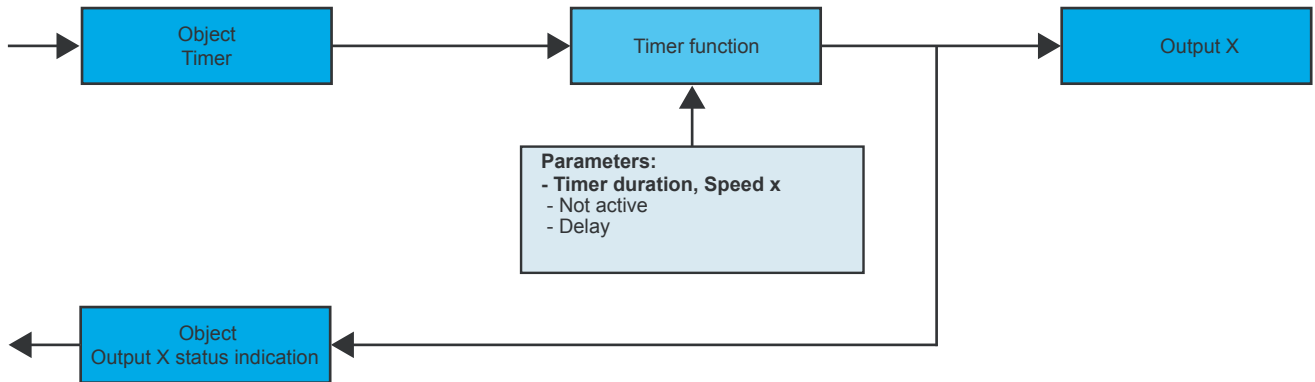 Object
Timer
Timer function
Output X
Parameters:
- Timer duration, Speed x
- Not active
- Delay
Object
Output X status indication